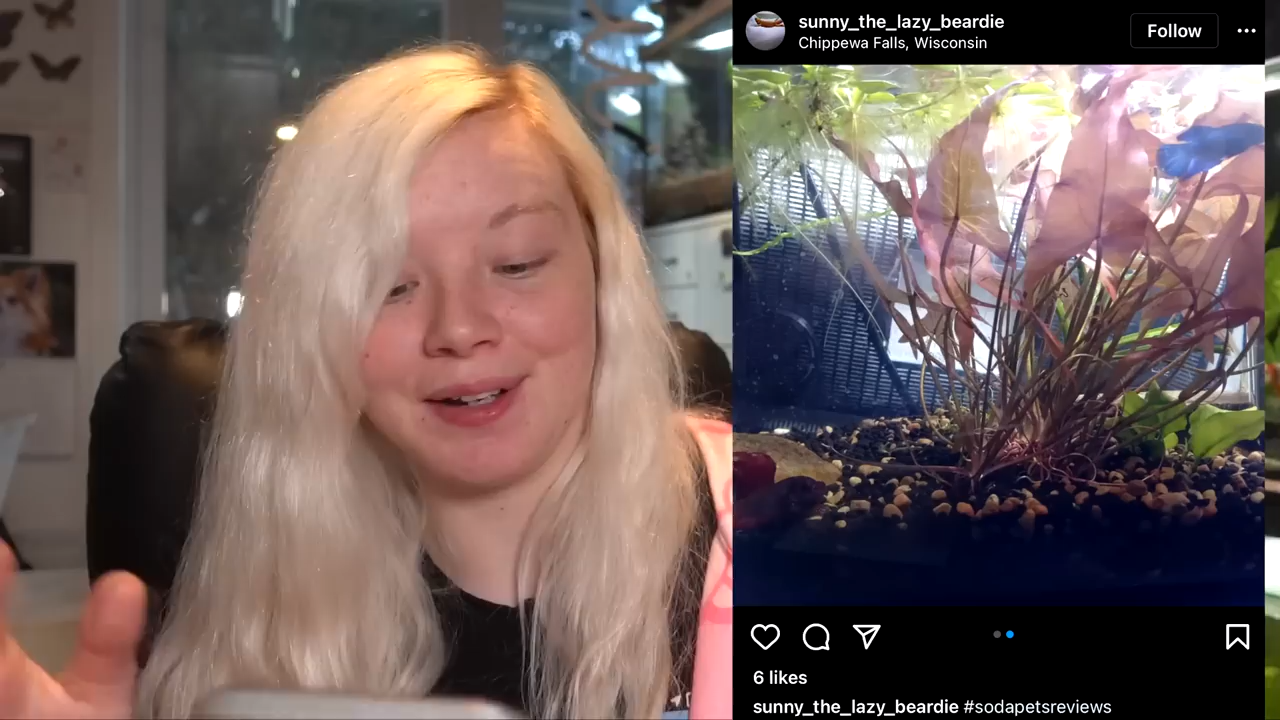 sunny_the_lazy_beardie
Chippewa Falls, Wisconsin
Follow
6 likes
sunny_the_lazy_beardie #sodapetsreviews